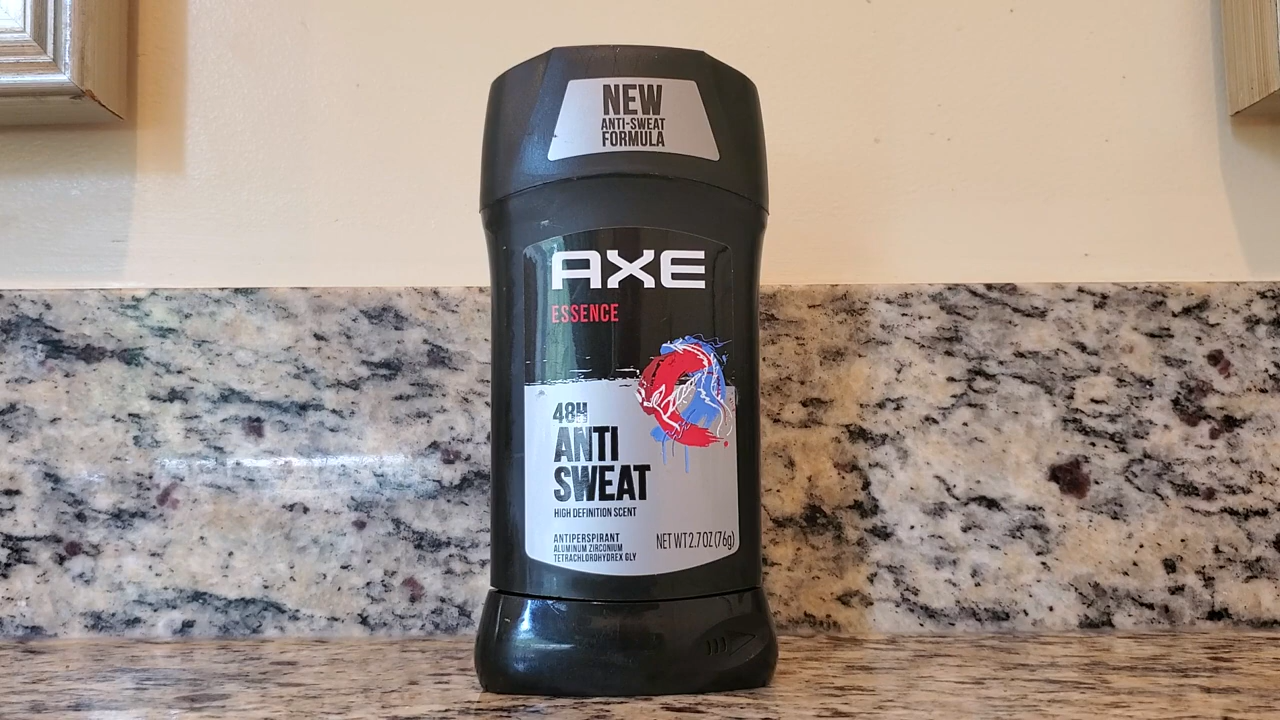 NEW
ANTI-SWEAT
FORMULA
AXE
ESSENCE
48H
ANTI
SWEAT
HIGH DEFINITION SCENT
ANTIPERSPIRANT
ALUMINUM ZIRCONIUM
TETRACHLOROHYDREX GLY
NET WT 2.7 OZ (76g)